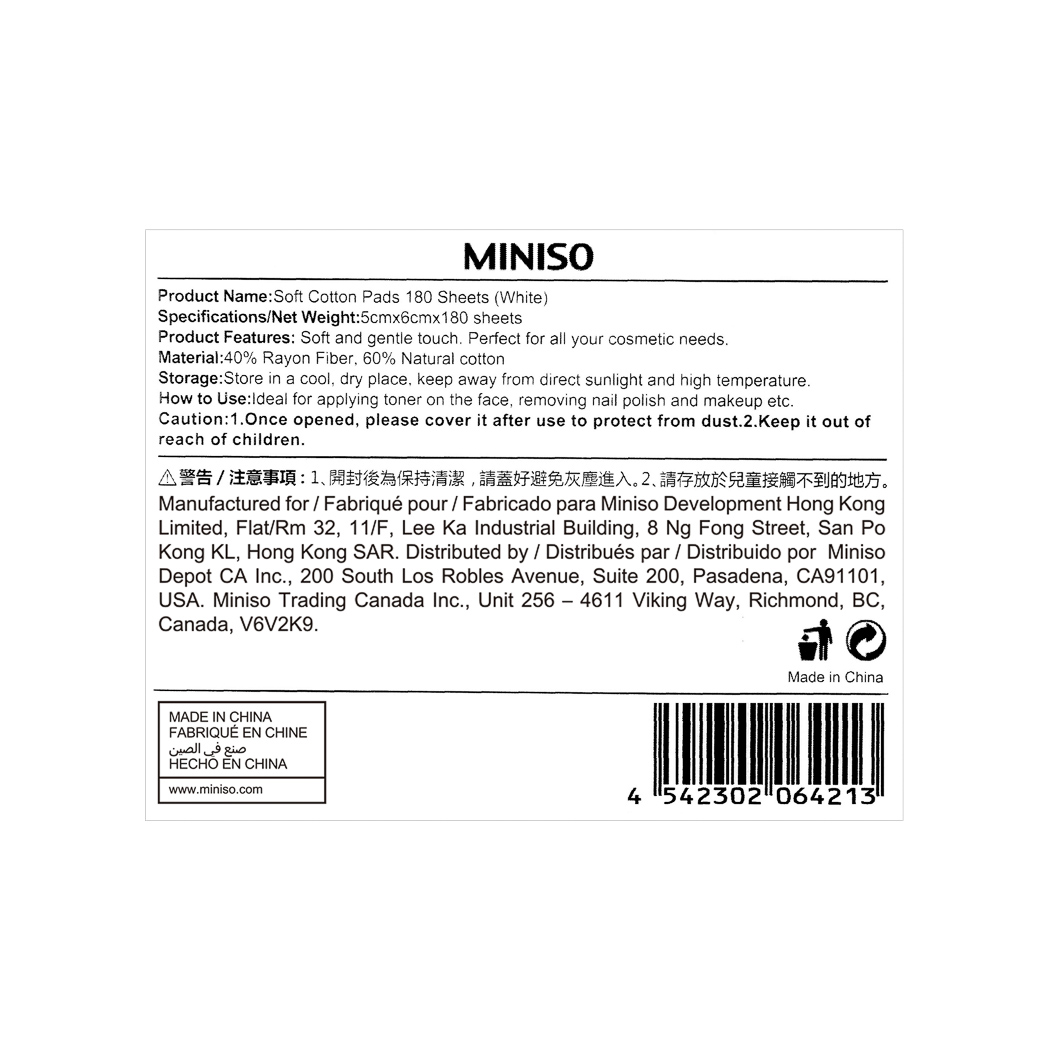 MINISO
Product Name:Soft Cotton Pads 180 Sheets (White)
Specifications/Net Weight:5cmx6cmx180 sheets
Product Features: Soft and gentle touch. Perfect for all your cosmetic needs.
Material:40% Rayon Fiber, 60% Natural cotton
Storage:Store in a cool, dry place, keep away from direct sunlight and high temperature.
How to Use:Ideal for applying toner on the face, removing nail polish and makeup etc.
Caution:1.Once opened, please cover it after use to protect from dust.2.Keep it out of
reach of children.
⚠警告 / 注意事項 : 1、開封後為保持清潔 , 請蓋好避免灰塵進入。2、請存放於兒童接觸不到的地方。
Manufactured for / Fabriqué pour / Fabricado para Miniso Development Hong Kong
Limited, Flat/Rm 32, 11/F, Lee Ka Industrial Building, 8 Ng Fong Street, San Po
Kong KL, Hong Kong SAR. Distributed by / Distribués par / Distribuido por Miniso
Depot CA Inc., 200 South Los Robles Avenue, Suite 200, Pasadena, CA91101,
USA. Miniso Trading Canada Inc., Unit 256 – 4611 Viking Way, Richmond, BC,
Canada, V6V2K9.
Made in China
MADE IN CHINA
FABRIQUÉ EN CHINE
صنع في الصين
HECHO EN CHINA
www.miniso.com
4 542302 064213